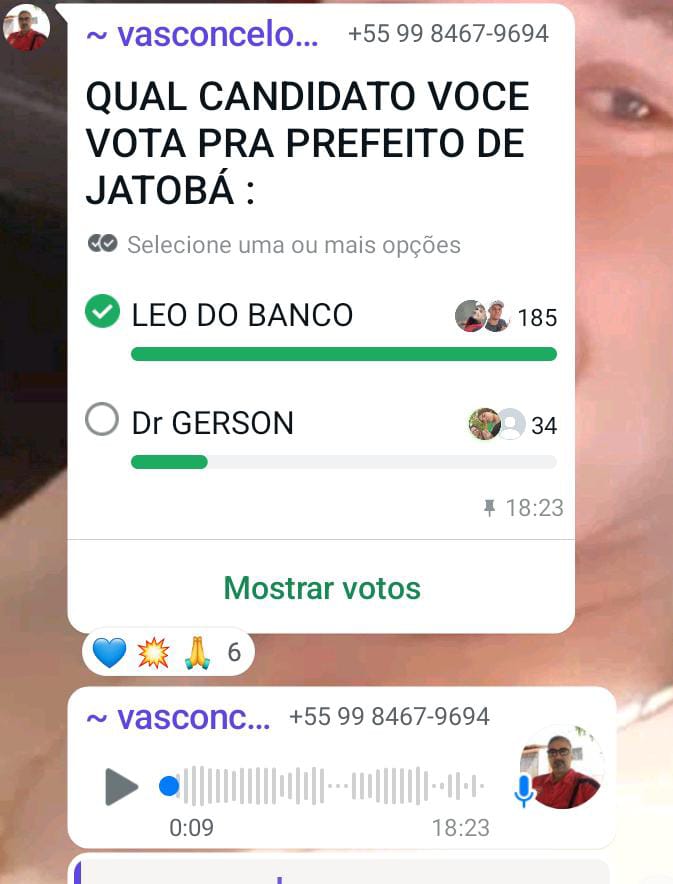 ~ vasconcelo... +55 99 8467-9694
QUAL CANDIDATO VOCE
VOTA PRA PREFEITO DE
JATOBÁ :
Selecione uma ou mais opções
LEO DO BANCO 185
Dr GERSON 34
18:23
Mostrar votos
💙 💥 🙏 6
~ vasconc... +55 99 8467-9694
0:09 18:23